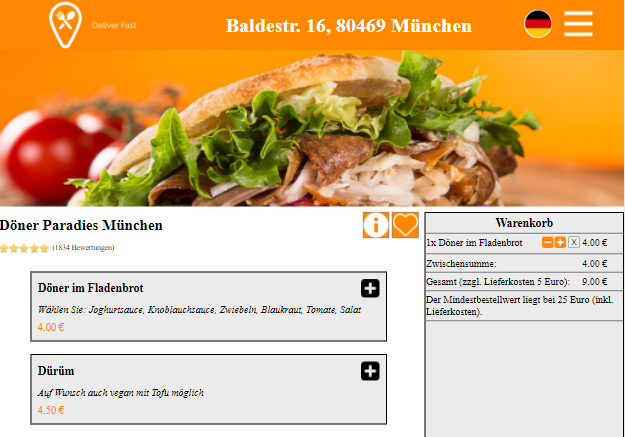 Deliver Fast
Baldestr. 16, 80469 München
Döner Paradies München
(1834 Bewertungen)
Döner im Fladenbrot
Wählen Sie: Joghurtsauce, Knoblauchsauce, Zwiebeln, Blaukraut, Tomate, Salat
4.00 €
Dürüm
Auf Wunsch auch vegan mit Tofu möglich
4.50 €
Warenkorb
1x Döner im Fladenbrot X 4.00 €
Zwischensumme: 4.00 €
Gesamt (zzgl. Lieferkosten 5 Euro): 9.00 €
Der Mindestbestellwert liegt bei 25 Euro (inkl.
Lieferkosten).